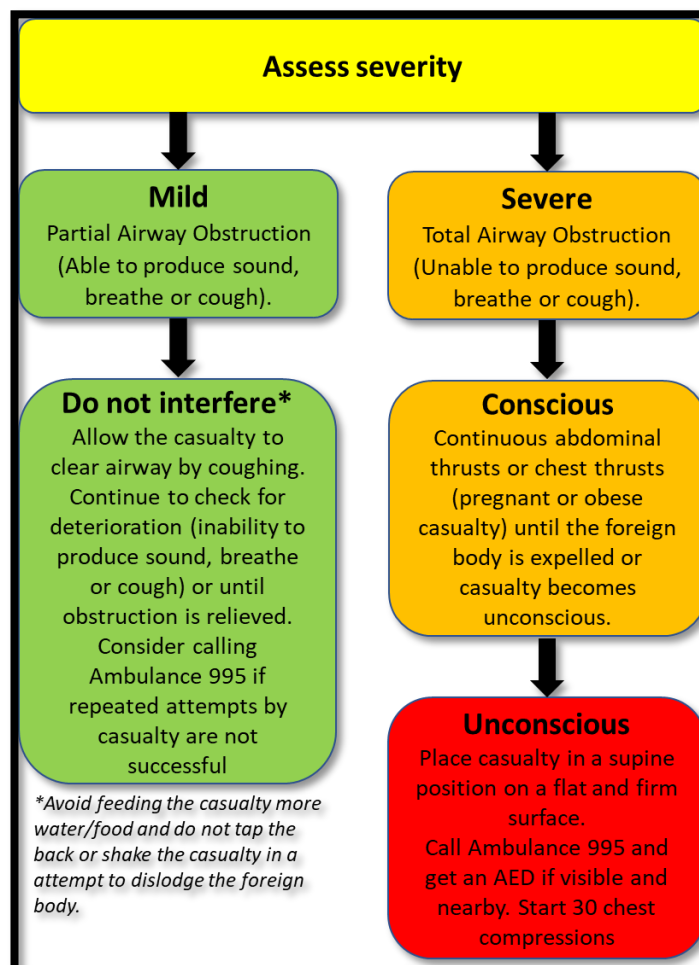 Assess severity
Mild
Partial Airway Obstruction
(Able to produce sound,
breathe or cough).
Severe
Total Airway Obstruction
(Unable to produce sound,
breathe or cough).
Do not interfere*
Allow the casualty to
clear airway by coughing.
Continue to check for
deterioration (inability to
produce sound, breathe
or cough) or until
obstruction is relieved.
Consider calling
Ambulance 995 if
repeated attempts by
casualty are not
successful
*Avoid feeding the casualty more
water/food and do not tap the
back or shake the casualty in a
attempt to dislodge the foreign
body.
Conscious
Continuous abdominal
thrusts or chest thrusts
(pregnant or obese
casualty) until the foreign
body is expelled or
casualty becomes
unconscious.
Unconscious
Place casualty in a supine
position on a flat and firm
surface.
Call Ambulance 995 and
get an AED if visible and
nearby. Start 30 chest
compressions